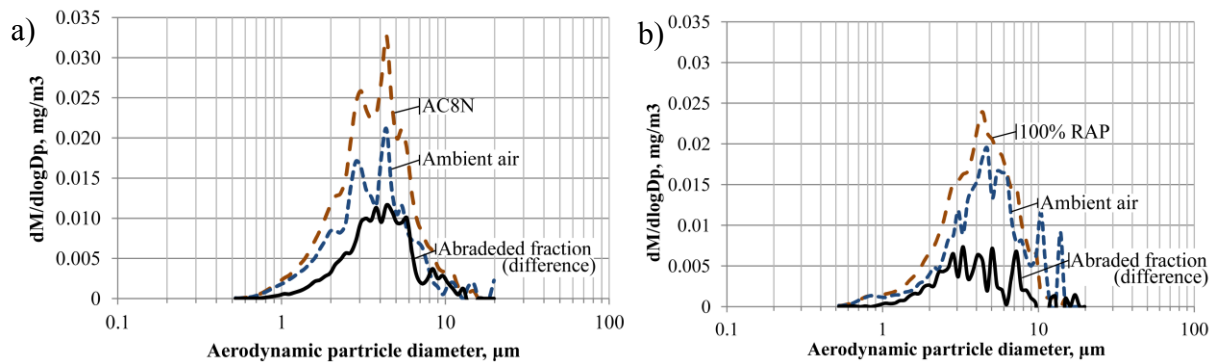 a)
dM/dlogDp, mg/m3
0.035
0.030
0.025
0.020
0.015
0.010
0.005
0
AC8N
Ambient air
Abradeded fraction
(difference)
0.1
1
10
100
Aerodynamic partricle diameter, µm
b)
dM/dlogDp, mg/m3
0.035
0.030
0.025
0.020
0.015
0.010
0.005
0
100% RAP
Ambient air
Abraded fraction
(difference)
0.1
1
10
100
Aerodynamic partricle diameter, µm